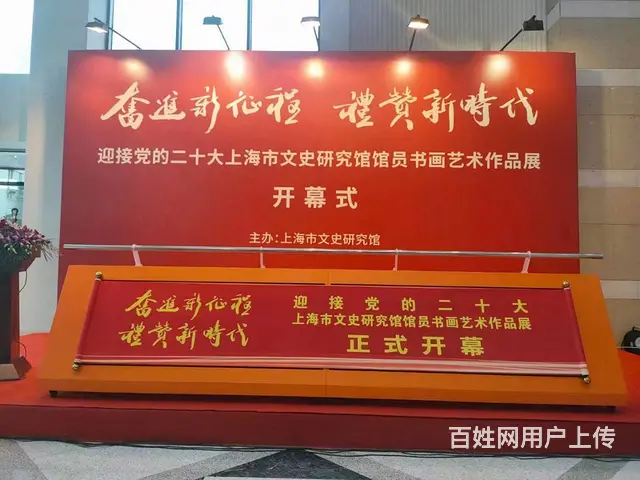 奋进新征程 禮赞新時代
迎接党的二十大上海市文史研究馆馆员书画艺术作品展
开幕式
主办：上海市文史研究馆
奋进新征程
禮赞新時代
迎接党的二十大
上海市文史研究馆馆员书画艺术作品展
正式开幕
百姓网用户上传